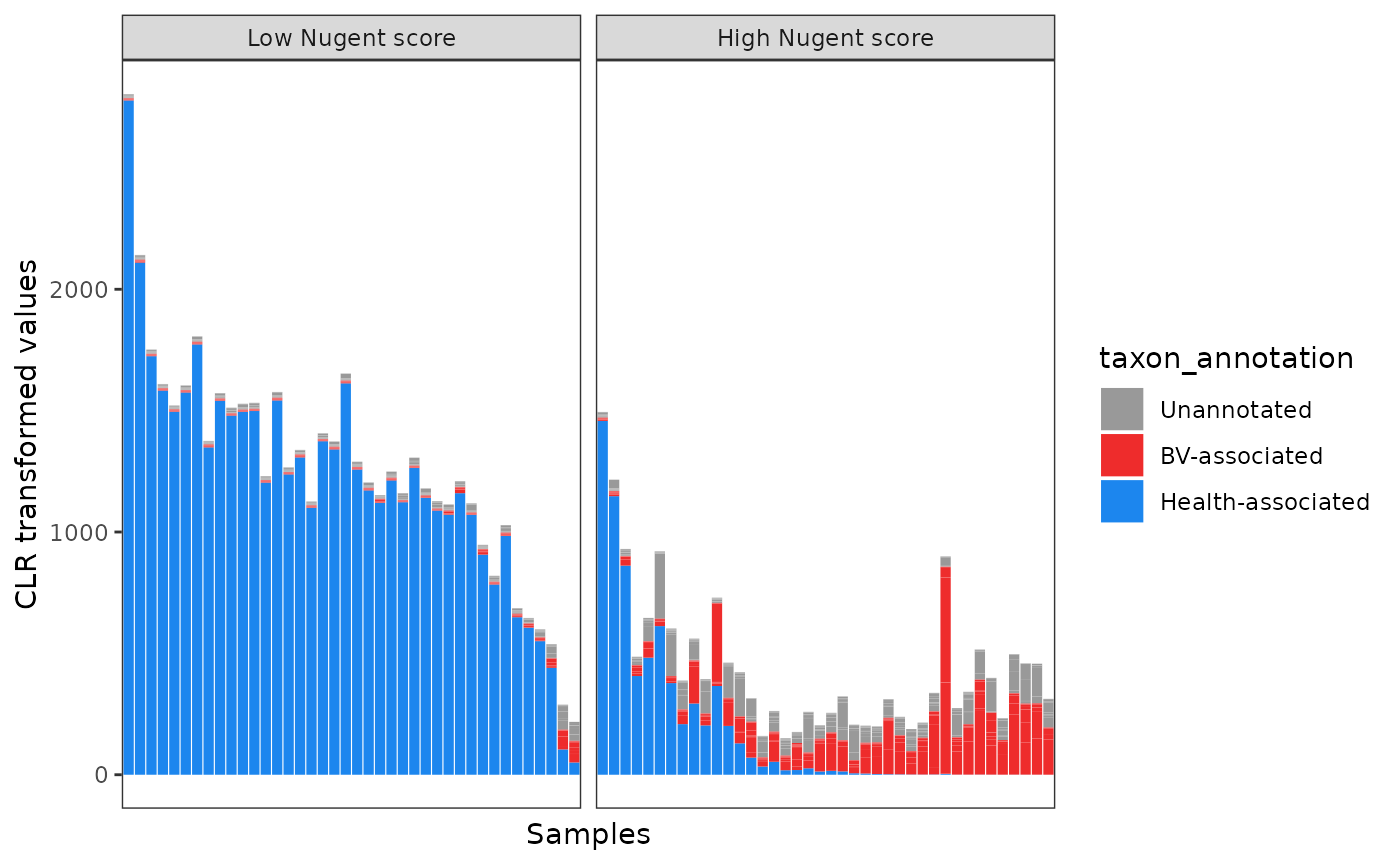 Low Nugent score
High Nugent score
CLR transformed values
2000
1000
0
Samples
taxon_annotation
Unannotated
BV-associated
Health-associated